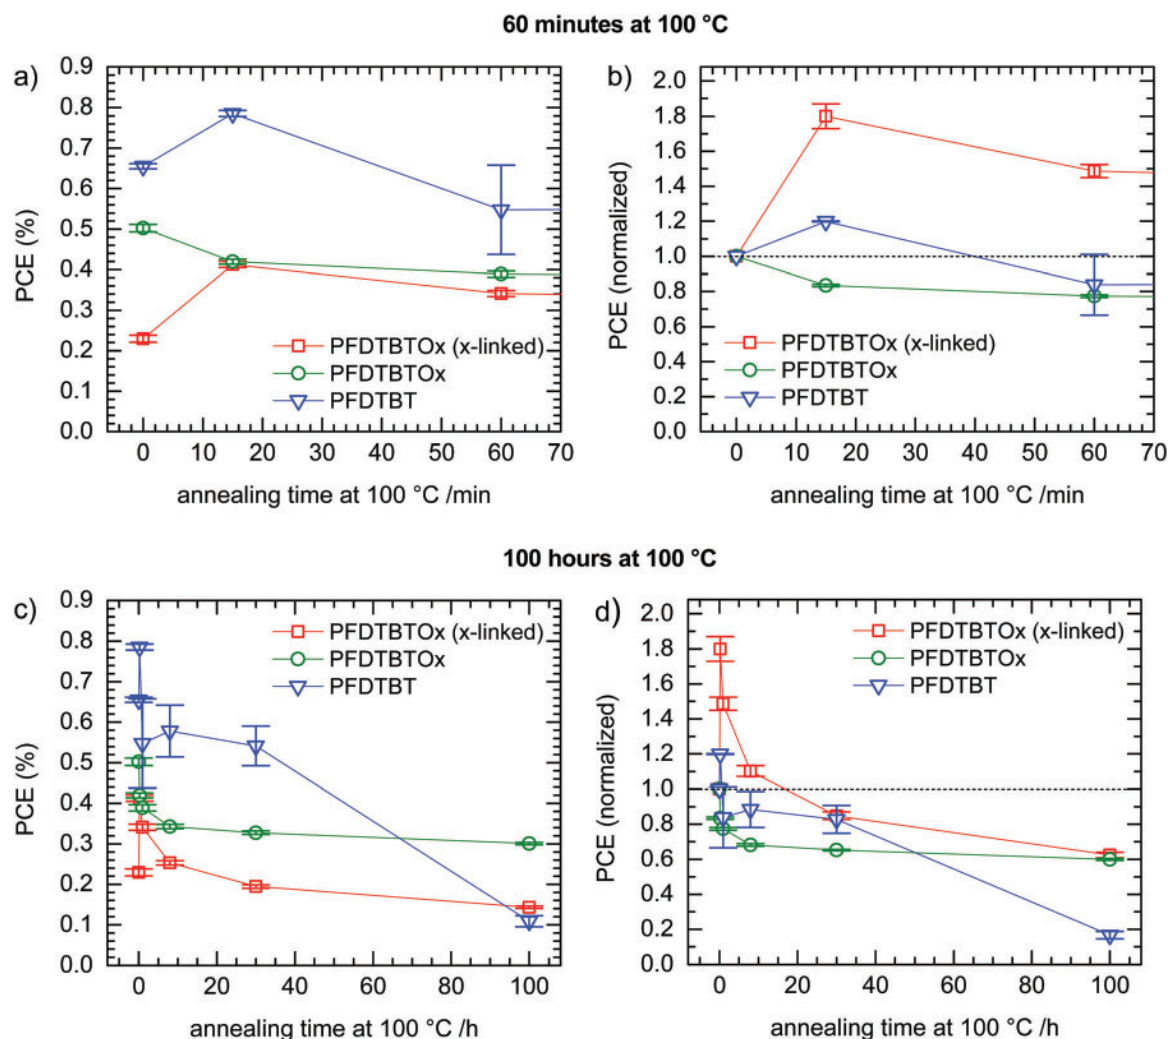 60 minutes at 100 °C
a)
0.9
0.8
0.7
0.6
0.5
0.4
0.3
0.2
0.1
0.0
PCE (%)
PFDTBTOx (x-linked)
PFDTBTOx
PFDTBT
0 10 20 30 40 50 60 70
annealing time at 100 °C /min
b)
2.0
1.8
1.6
1.4
1.2
1.0
0.8
0.6
0.4
0.2
0.0
PCE (normalized)
PFDTBTOx (x-linked)
PFDTBTOx
PFDTBT
0 10 20 30 40 50 60 70
annealing time at 100 °C /min
100 hours at 100 °C
c)
0.9
0.8
0.7
0.6
0.5
0.4
0.3
0.2
0.1
0.0
PCE (%)
PFDTBTOx (x-linked)
PFDTBTOx
PFDTBT
0 20 40 60 80 100
annealing time at 100 °C /h
d)
2.0
1.8
1.6
1.4
1.2
1.0
0.8
0.6
0.4
0.2
0.0
PCE (normalized)
PFDTBTOx (x-linked)
PFDTBTOx
PFDTBT
0 20 40 60 80 100
annealing time at 100 °C /h